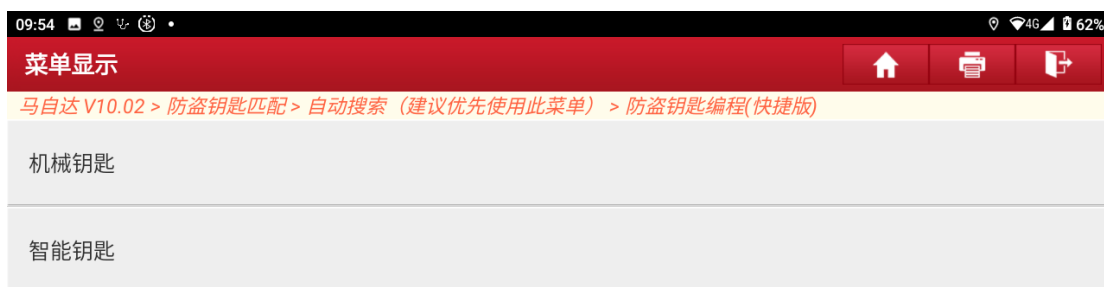 09:54 4G 62%
菜单显示
马自达 V10.02 > 防盗钥匙匹配 > 自动搜索（建议优先使用此菜单） > 防盗钥匙编程(快捷版)
机械钥匙
智能钥匙